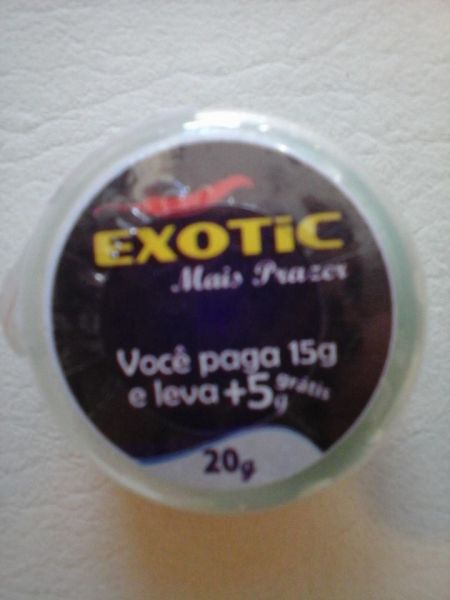 EXOTiC
Mais Prazer
Você paga 15g
e leva +5g grátis
20g